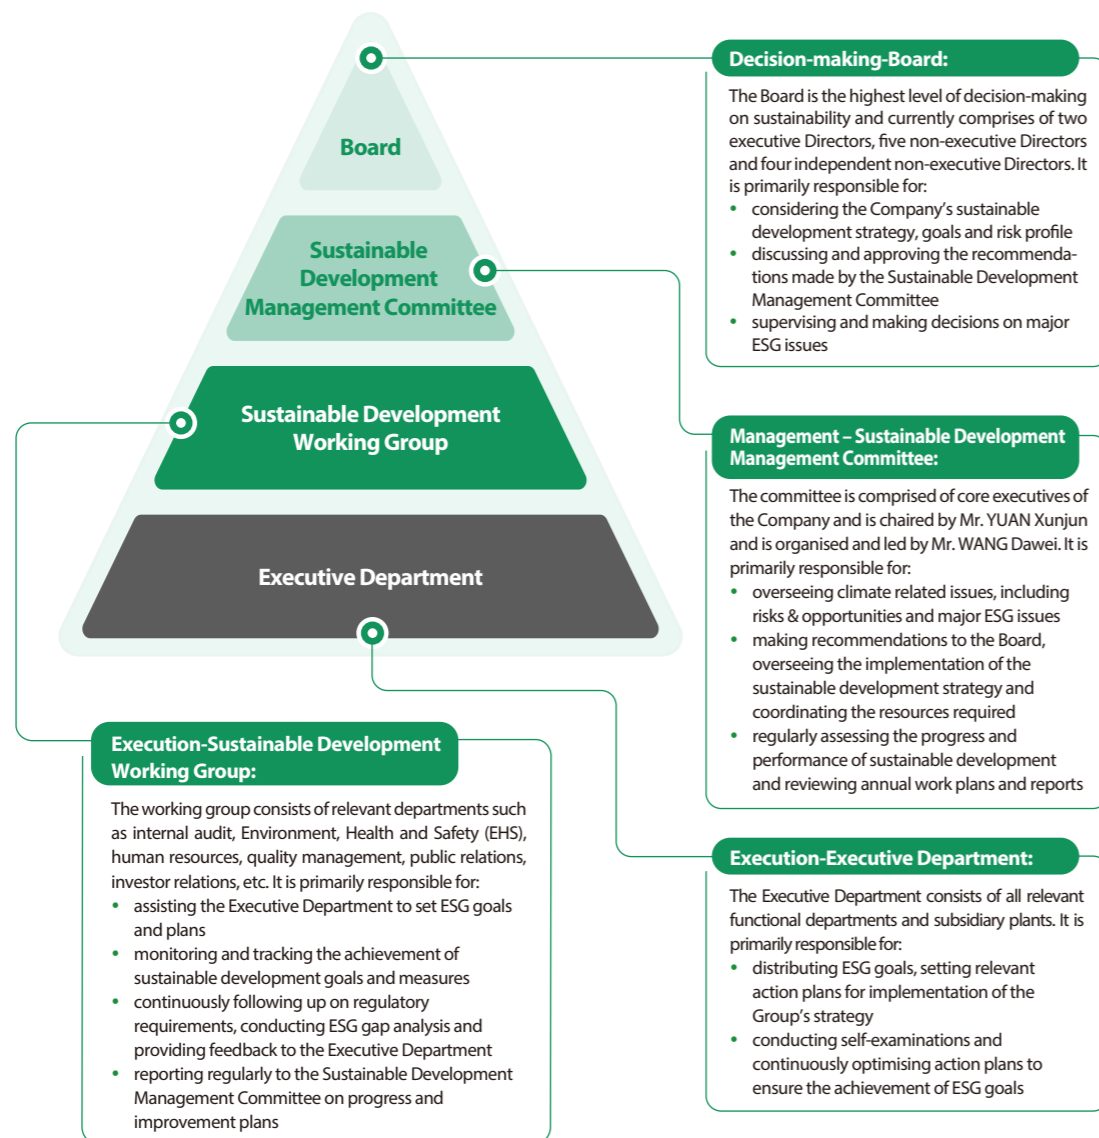 Board
Sustainable
Development
Management Committee
Sustainable Development
Working Group
Executive Department
Decision-making-Board:
The Board is the highest level of decision-making
on sustainability and currently comprises of two
executive Directors, five non-executive Directors
and four independent non-executive Directors. It
is primarily responsible for:
• considering the Company's sustainable
development strategy, goals and risk profile
• discussing and approving the recommenda-
tions made by the Sustainable Development
Management Committee
• supervising and making decisions on major
ESG issues
Management – Sustainable Development
Management Committee:
The committee is comprised of core executives of
the Company and is chaired by Mr. YUAN Xunjun
and is organised and led by Mr. WANG Dawei. It is
primarily responsible for:
• overseeing climate related issues, including
risks & opportunities and major ESG issues
• making recommendations to the Board,
overseeing the implementation of the
sustainable development strategy and
coordinating the resources required
• regularly assessing the progress and
performance of sustainable development
and reviewing annual work plans and reports
Execution-Sustainable Development
Working Group:
The working group consists of relevant departments such
as internal audit, Environment, Health and Safety (EHS),
human resources, quality management, public relations,
investor relations, etc. It is primarily responsible for:
• assisting the Executive Department to set ESG goals
and plans
• monitoring and tracking the achievement of
sustainable development goals and measures
• continuously following up on regulatory
requirements, conducting ESG gap analysis and
providing feedback to the Executive Department
• reporting regularly to the Sustainable Development
Management Committee on progress and
improvement plans
Execution-Executive Department:
The Executive Department consists of all relevant
functional departments and subsidiary plants. It is
primarily responsible for:
• distributing ESG goals, setting relevant
action plans for implementation of the
Group's strategy
• conducting self-examinations and
continuously optimising action plans to
ensure the achievement of ESG goals